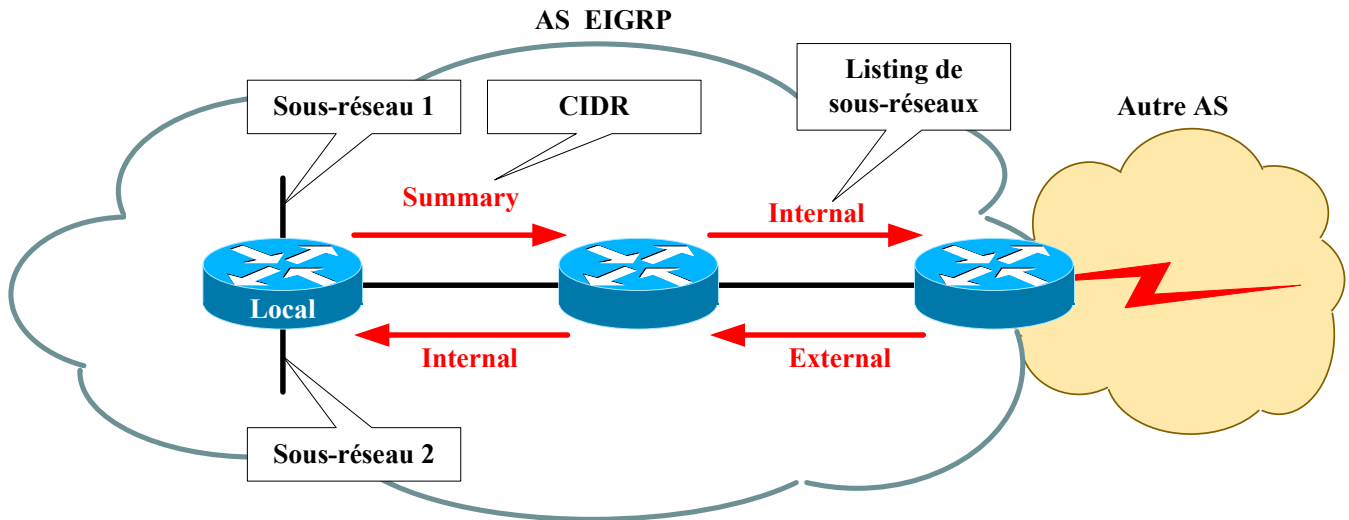 AS EIGRP
Sous-réseau 1
CIDR
Listing de
sous-réseaux
Autre AS
Summary
Internal
Local
Internal
External
Sous-réseau 2